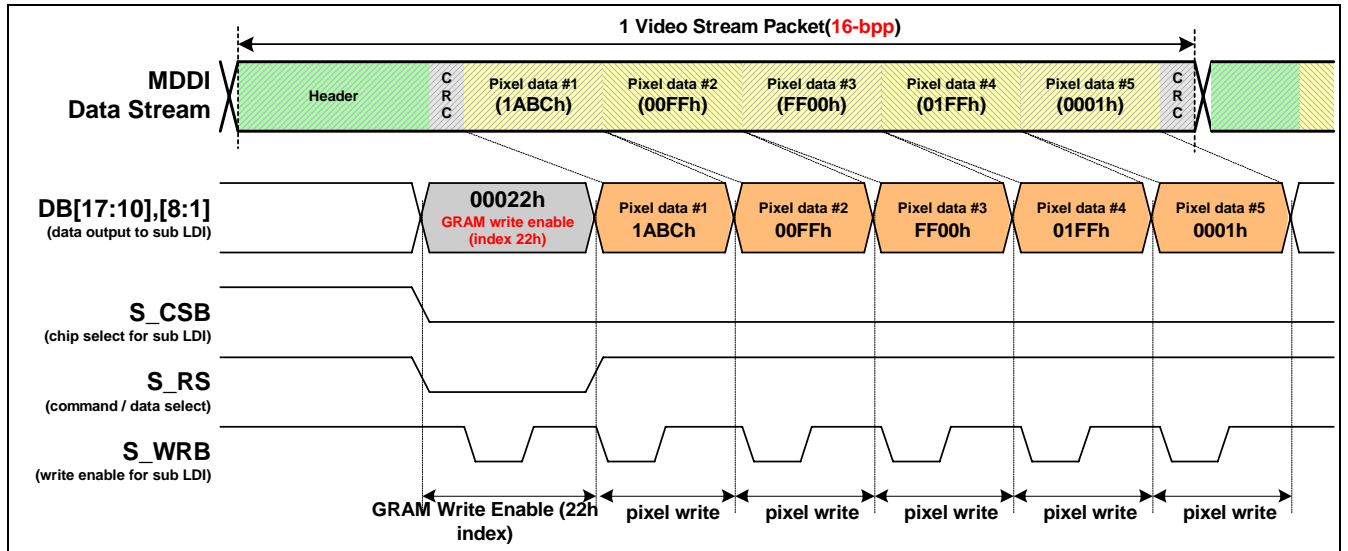 1 Video Stream Packet(16-bpp)
MDDI
Data Stream
Header
C
R
C
Pixel data #1
(1ABCh)
Pixel data #2
(00FFh)
Pixel data #3
(FF00h)
Pixel data #4
(01FFh)
Pixel data #5
(0001h)
C
R
C
DB[17:10],[8:1]
(data output to sub LDI)
00022h
GRAM write enable
(index 22h)
Pixel data #1
1ABCh
Pixel data #2
00FFh
Pixel data #3
FF00h
Pixel data #4
01FFh
Pixel data #5
0001h
S_CSB
(chip select for sub LDI)
S_RS
(command / data select)
S_WRB
(write enable for sub LDI)
GRAM Write Enable (22h
index)
pixel write
pixel write
pixel write
pixel write
pixel write